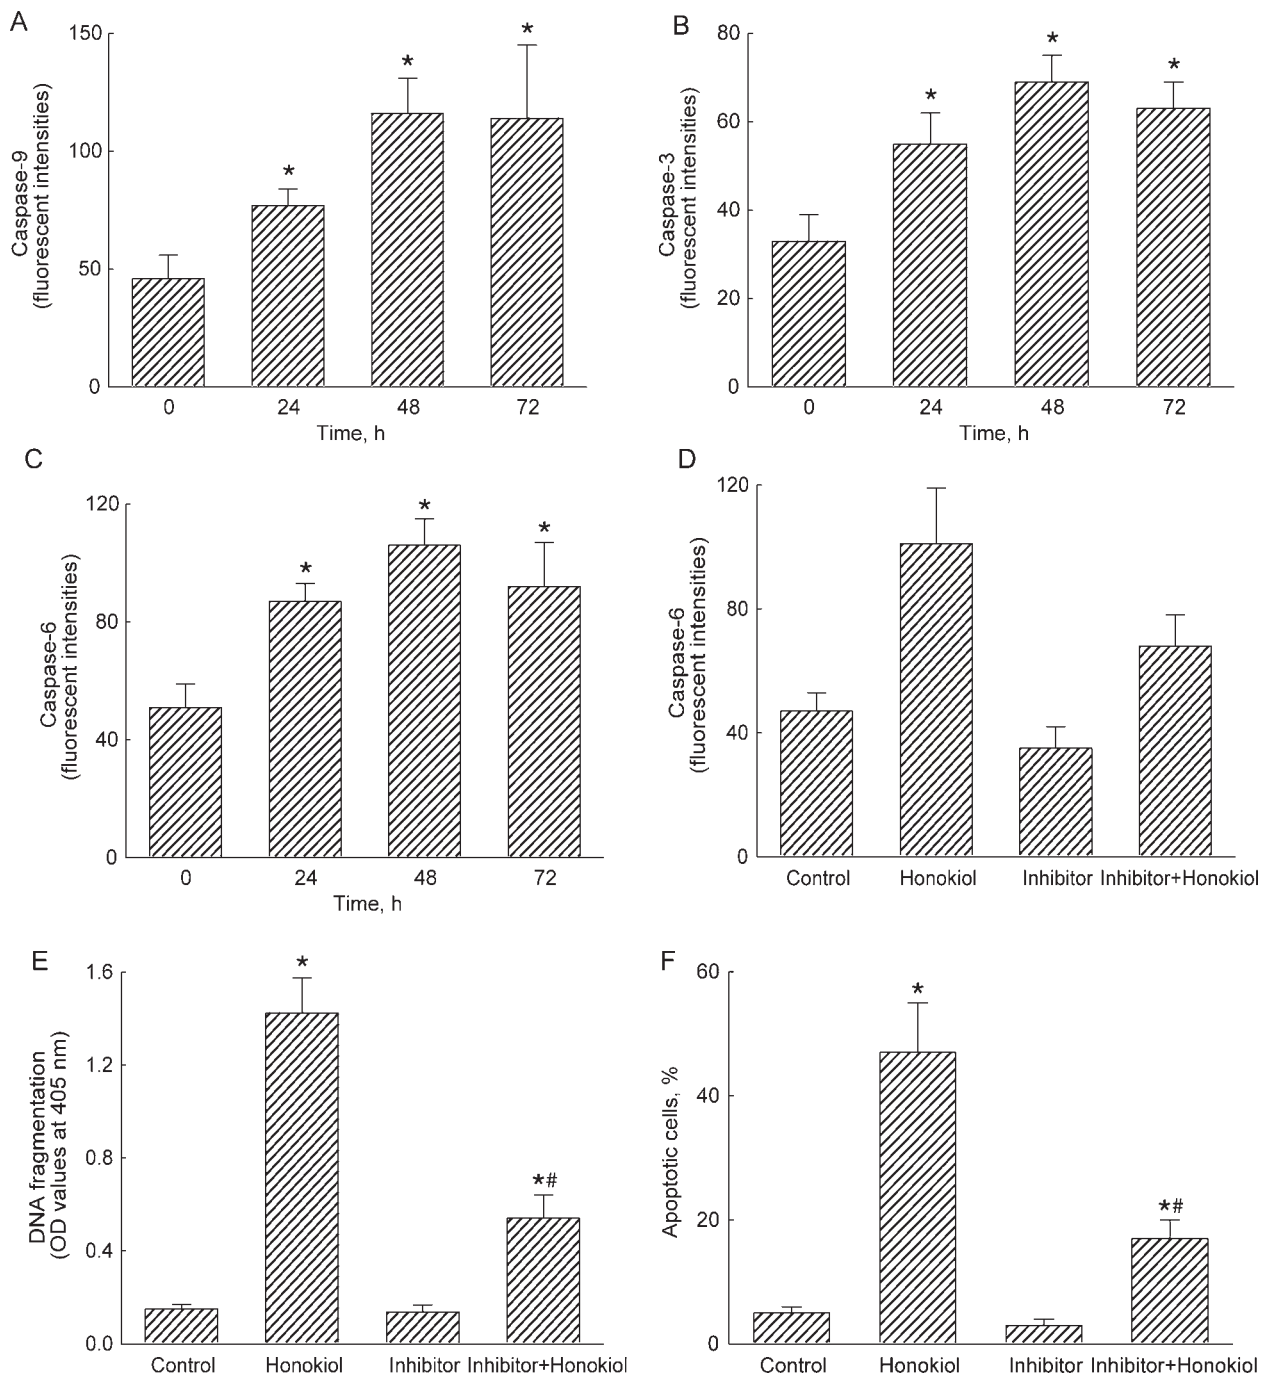 A
Caspase-9
(fluorescent intensities)
150
100
50
0
*
*
*
0 24 48 72
Time, h
B
Caspase-3
(fluorescent intensities)
80
60
40
20
0
*
*
*
0 24 48 72
Time, h
C
Caspase-6
(fluorescent intensities)
120
80
40
0
*
*
*
0 24 48 72
Time, h
D
Caspase-6
(fluorescent intensities)
120
80
40
0
Control Honokiol Inhibitor Inhibitor+Honokiol
E
DNA fragmentation
(OD values at 405 nm)
1.6
1.2
0.8
0.4
0.0
*
*#
Control Honokiol Inhibitor Inhibitor+Honokiol
F
Apoptotic cells, %
60
40
20
0
*
*#
Control Honokiol Inhibitor Inhibitor+Honokiol